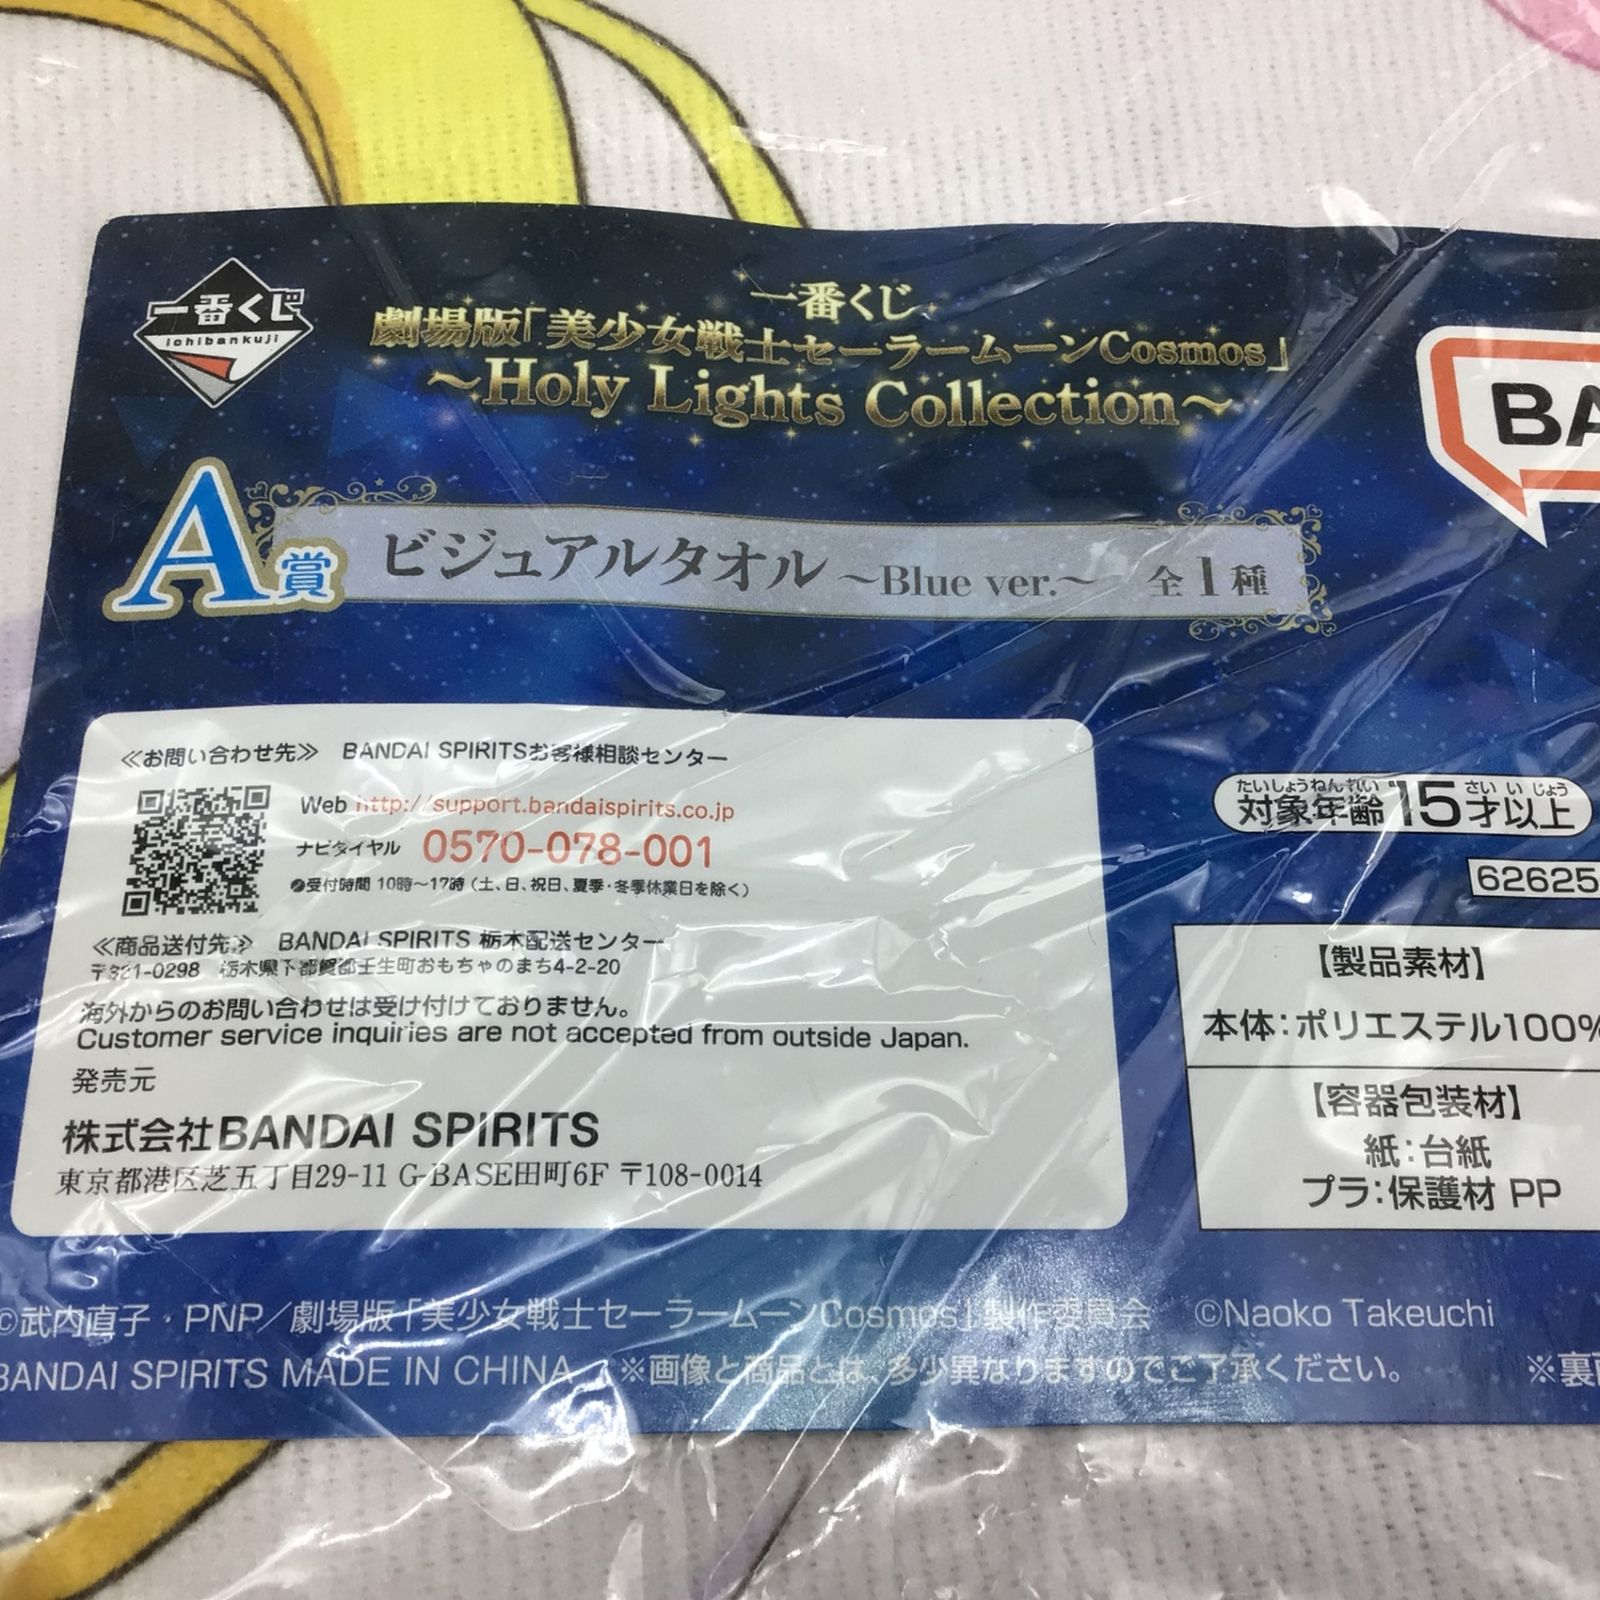 一番くじ
ichibankuji
一番くじ
劇場版「美少女戦士セーラームーンCosmos」
～Holy Lights Collection～
BA
A賞 ビジュアルタオル ～Blue ver.～ 全1種
≪お問い合わせ先≫ BANDAI SPIRITSお客様相談センター
Web http://support.bandaispirits.co.jp
ナビダイヤル 0570-078-001
●受付時間 10時～17時（土、日、祝日、夏季・冬季休業日を除く）
≪商品送付先≫ BANDAI SPIRITS 栃木配送センター
〒321-0298 栃木県下都賀郡壬生町おもちゃのまち4-2-20
海外からのお問い合わせは受け付けておりません。
Customer service inquiries are not accepted from outside Japan.
発売元
株式会社BANDAI SPIRITS
東京都港区芝五丁目29-11 G-BASE田町6F 〒108-0014
たいしょうねんれい さい いじょう
対象年齢15才以上
62625
【製品素材】
本体：ポリエステル100%
【容器包装材】
紙：台紙
プラ：保護材 PP
©武内直子・PNP／劇場版「美少女戦士セーラームーンCosmos」製作委員会 ©Naoko Takeuchi
BANDAI SPIRITS MADE IN CHINA ※画像と商品とは、多少異なりますのでご了承ください。 ※裏